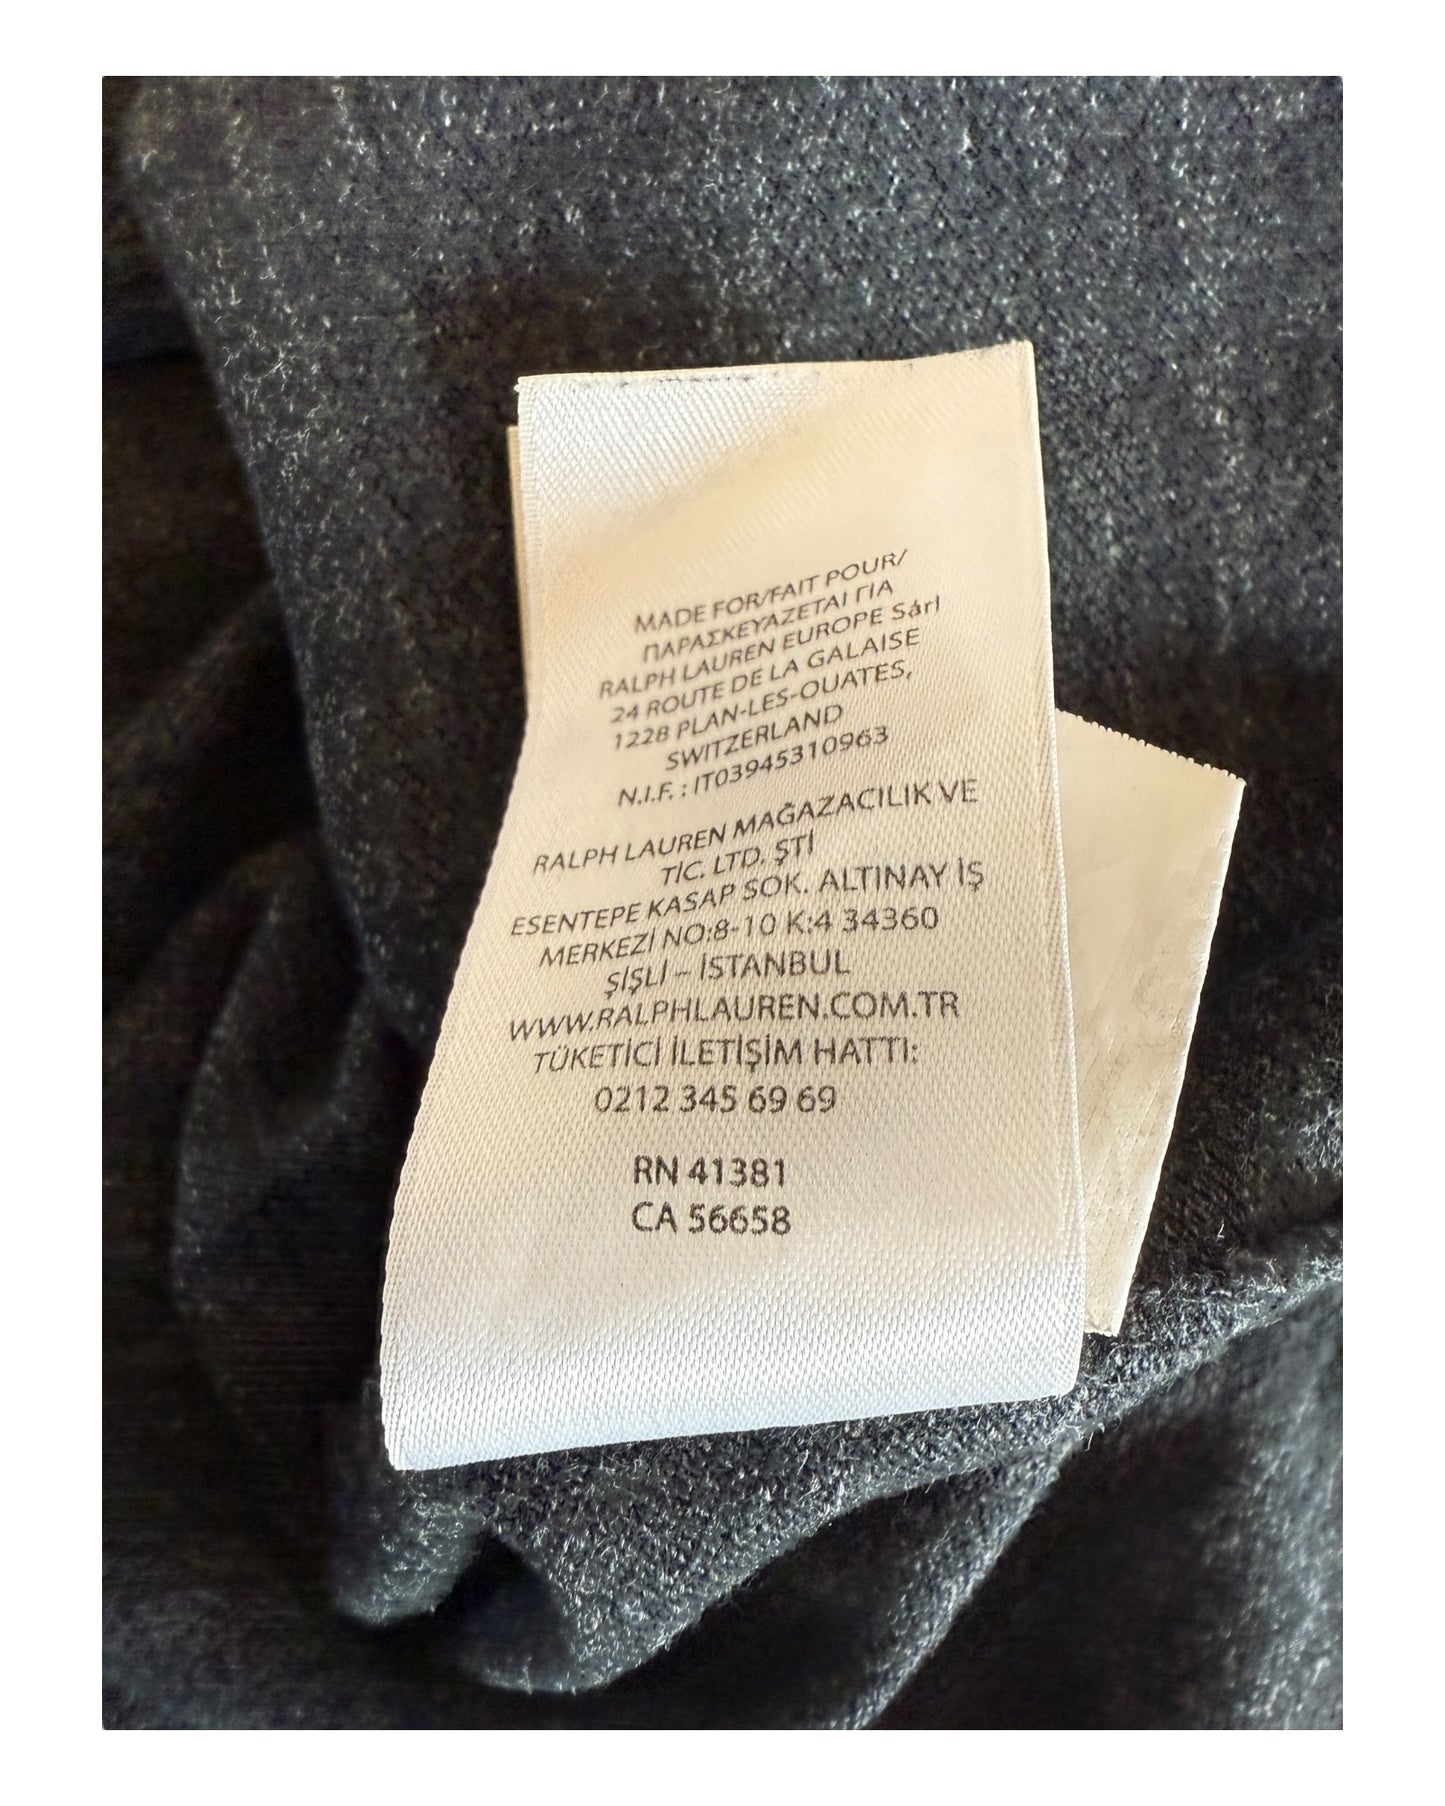 MADE FOR/FAIT POUR/
ΠΑΡΑΣΚΕΥΑΖΕΤΑΙ ΓΙΑ
RALPH LAUREN EUROPE Sárl
24 ROUTE DE LA GALAISE
1228 PLAN-LES-OUATES,
SWITZERLAND
N.I.F. : IT03945310963
RALPH LAUREN MAĞAZACILIK VE
TİC. LTD. ŞTİ
ESENTEPE KASAP SOK. ALTINAY İŞ
MERKEZİ NO:8-10 K:4 34360
ŞİŞLİ – İSTANBUL
WWW.RALPHLAUREN.COM.TR
TÜKETİCİ İLETİŞİM HATTI:
0212 345 69 69
RN 41381
CA 56658